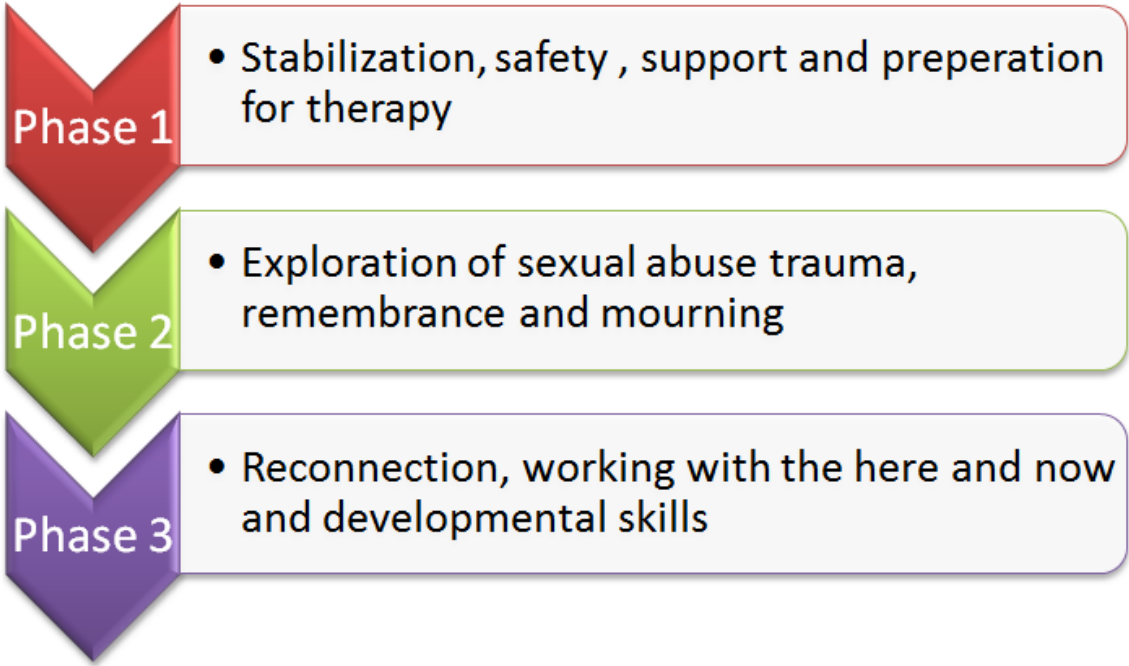 Phase 1
• Stabilization, safety , support and preperation
for therapy
Phase 2
• Exploration of sexual abuse trauma,
remembrance and mourning
Phase 3
• Reconnection, working with the here and now
and developmental skills